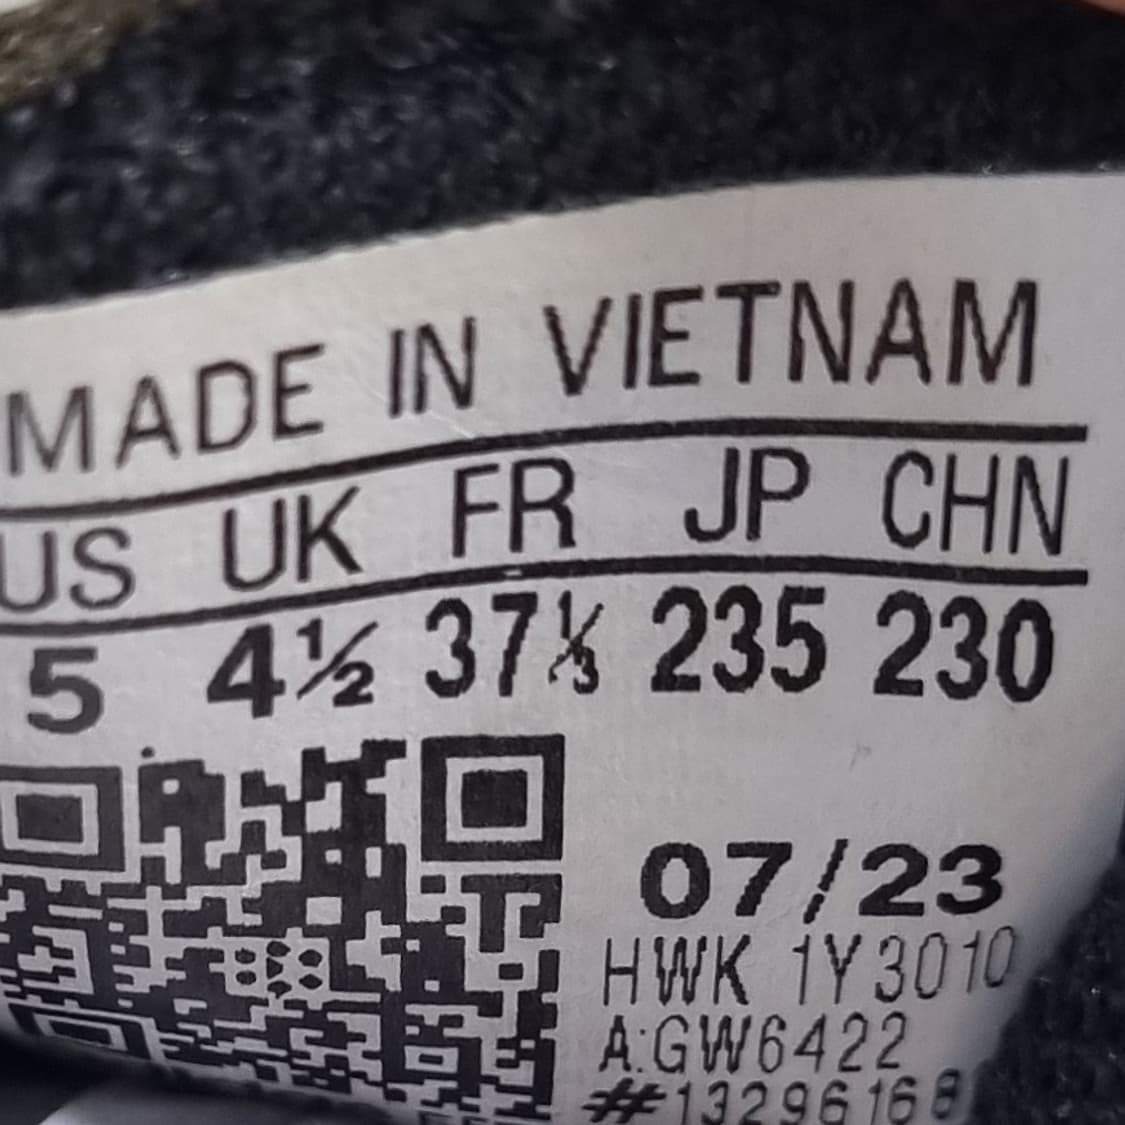 MADE IN VIETNAM
US UK FR JP CHN
5 4½ 37⅓ 235 230
07/23
HWK 1Y3010
A:GW6422
#13296168